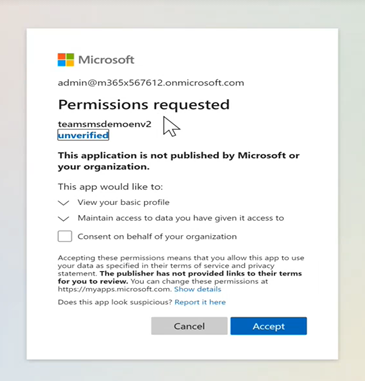 Microsoft
admin@m365x567612.onmicrosoft.com
Permissions requested
teamsmsdemoenv2
unverified
This application is not published by Microsoft or
your organization.
This app would like to:
View your basic profile
Maintain access to data you have given it access to
Consent on behalf of your organization
Accepting these permissions means that you allow this app to use
your data as specified in their terms of service and privacy
statement. The publisher has not provided links to their terms
for you to review. You can change these permissions at
https://myapps.microsoft.com. Show details
Does this app look suspicious? Report it here
Cancel Accept